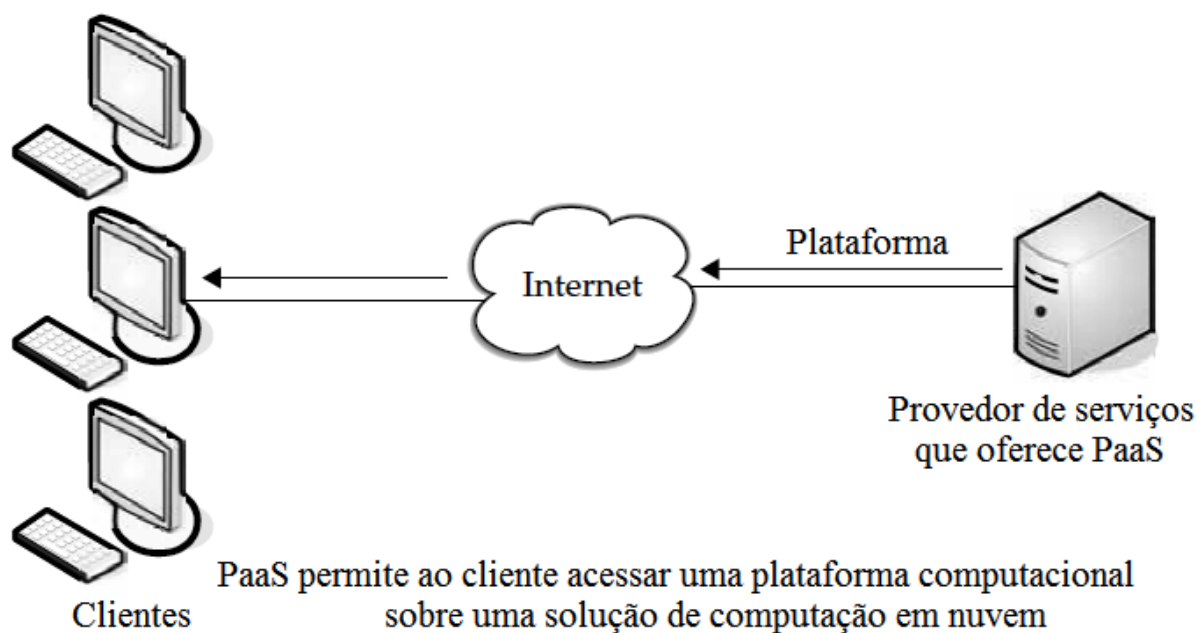 Plataforma
Internet
Provedor de serviços
que oferece PaaS
PaaS permite ao cliente acessar uma plataforma computacional
Clientes
sobre uma solução de computação em nuvem